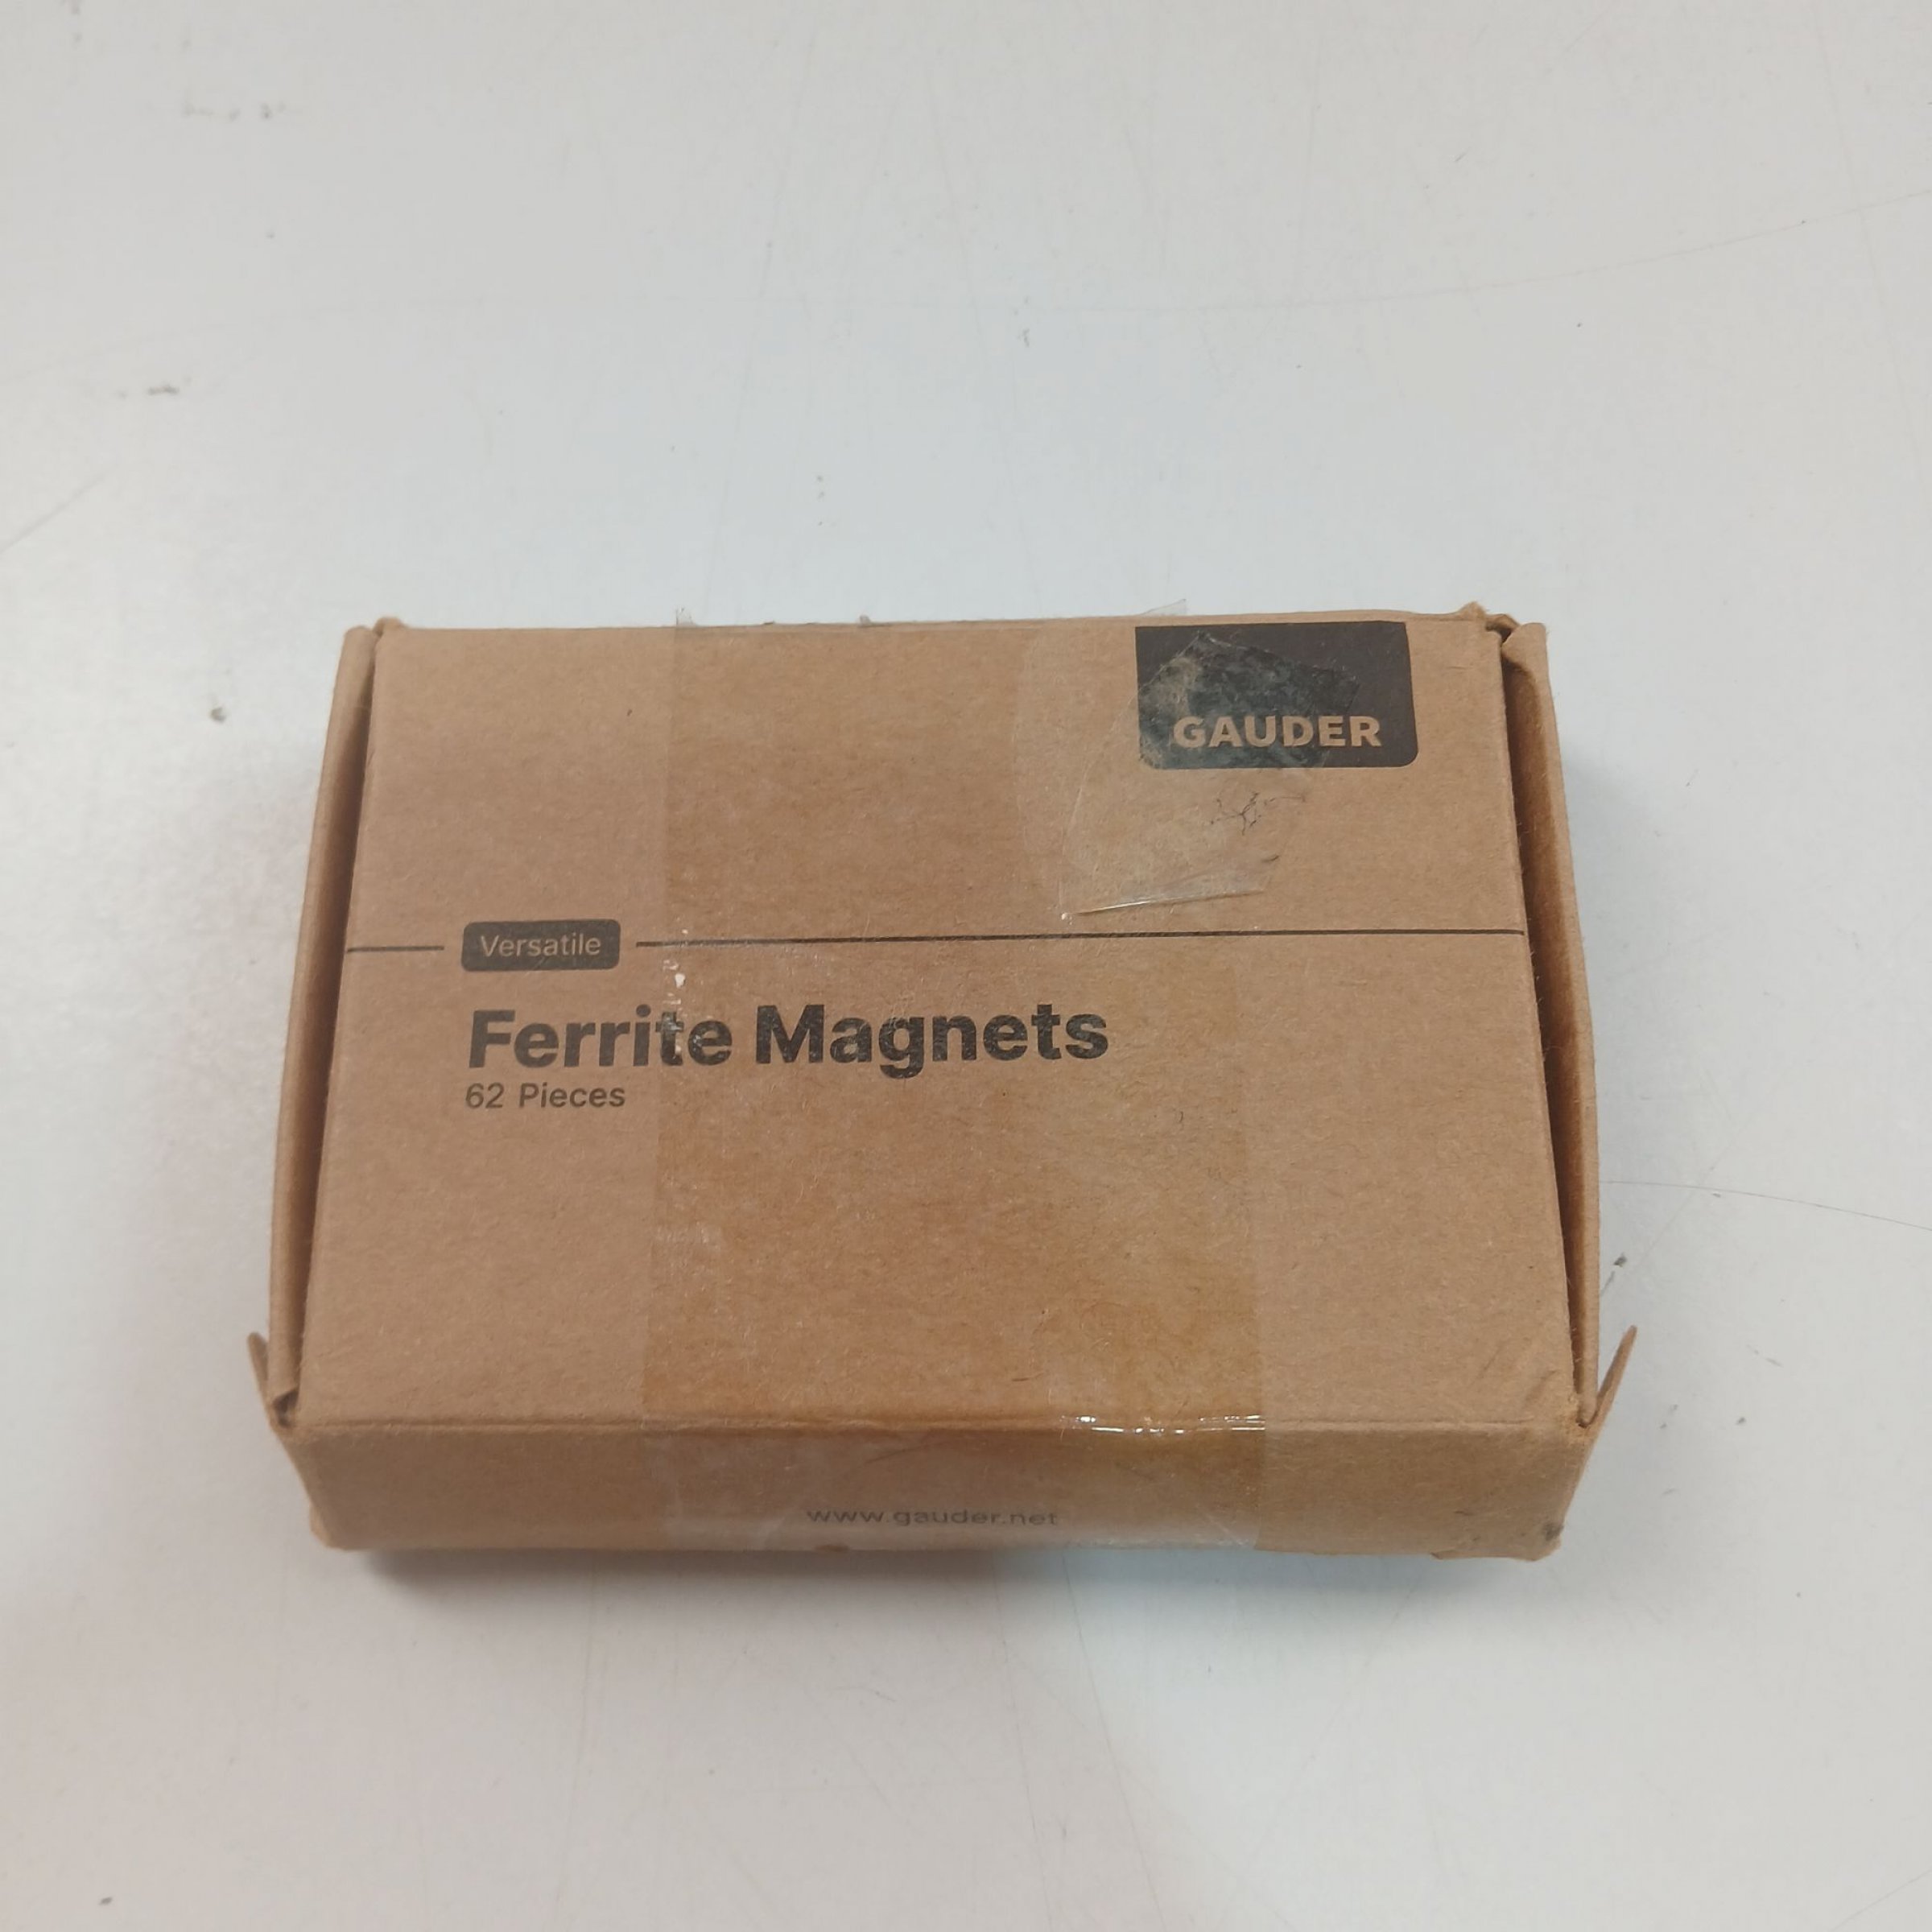 GAUDER
Versatile
Ferrite Magnets
62 Pieces
www.gauder.net